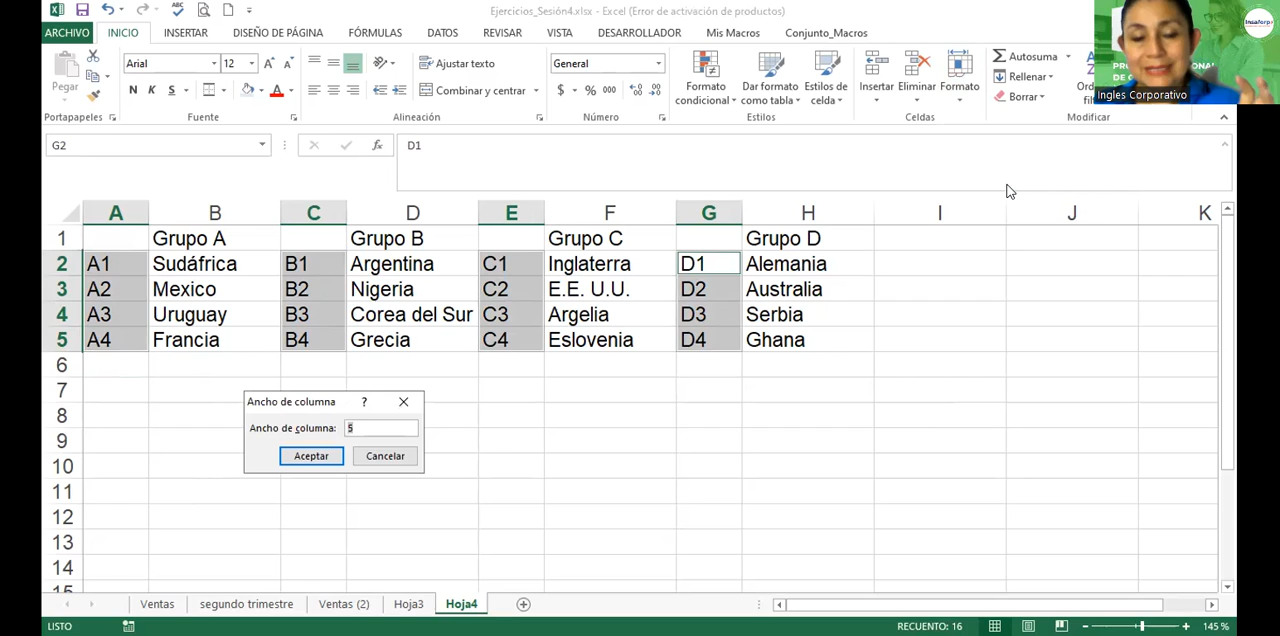 Ejercicios_Sesión4.xlsx - Excel (Error de activación de productos)
ARCHIVO INICIO INSERTAR DISEÑO DE PÁGINA FÓRMULAS DATOS REVISAR VISTA DESARROLLADOR Mis Macros Conjunto_Macros
Pegar
Arial 12
N K S
Ajustar texto
Combinar y centrar
General
$ % 000
Formato condicional
Dar formato como tabla
Estilos de celda
Insertar Eliminar Formato
Autosuma
Rellenar
Borrar
Portapapeles Fuente Alineación Número Estilos Celdas Modificar
Ingles Corporativo
Insaforp
G2 fx D1
A B C D E F G H I J K
1 Grupo A Grupo B Grupo C Grupo D
2 A1 Sudáfrica B1 Argentina C1 Inglaterra D1 Alemania
3 A2 Mexico B2 Nigeria C2 E.E. U.U. D2 Australia
4 A3 Uruguay B3 Corea del Sur C3 Argelia D3 Serbia
5 A4 Francia B4 Grecia C4 Eslovenia D4 Ghana
6
7
8
9
10
11
12
13
14
15
Ancho de columna ?
Ancho de columna: 5
Aceptar Cancelar
Ventas segundo trimestre Ventas (2) Hoja3 Hoja4
LISTO RECUENTO: 16 145 %